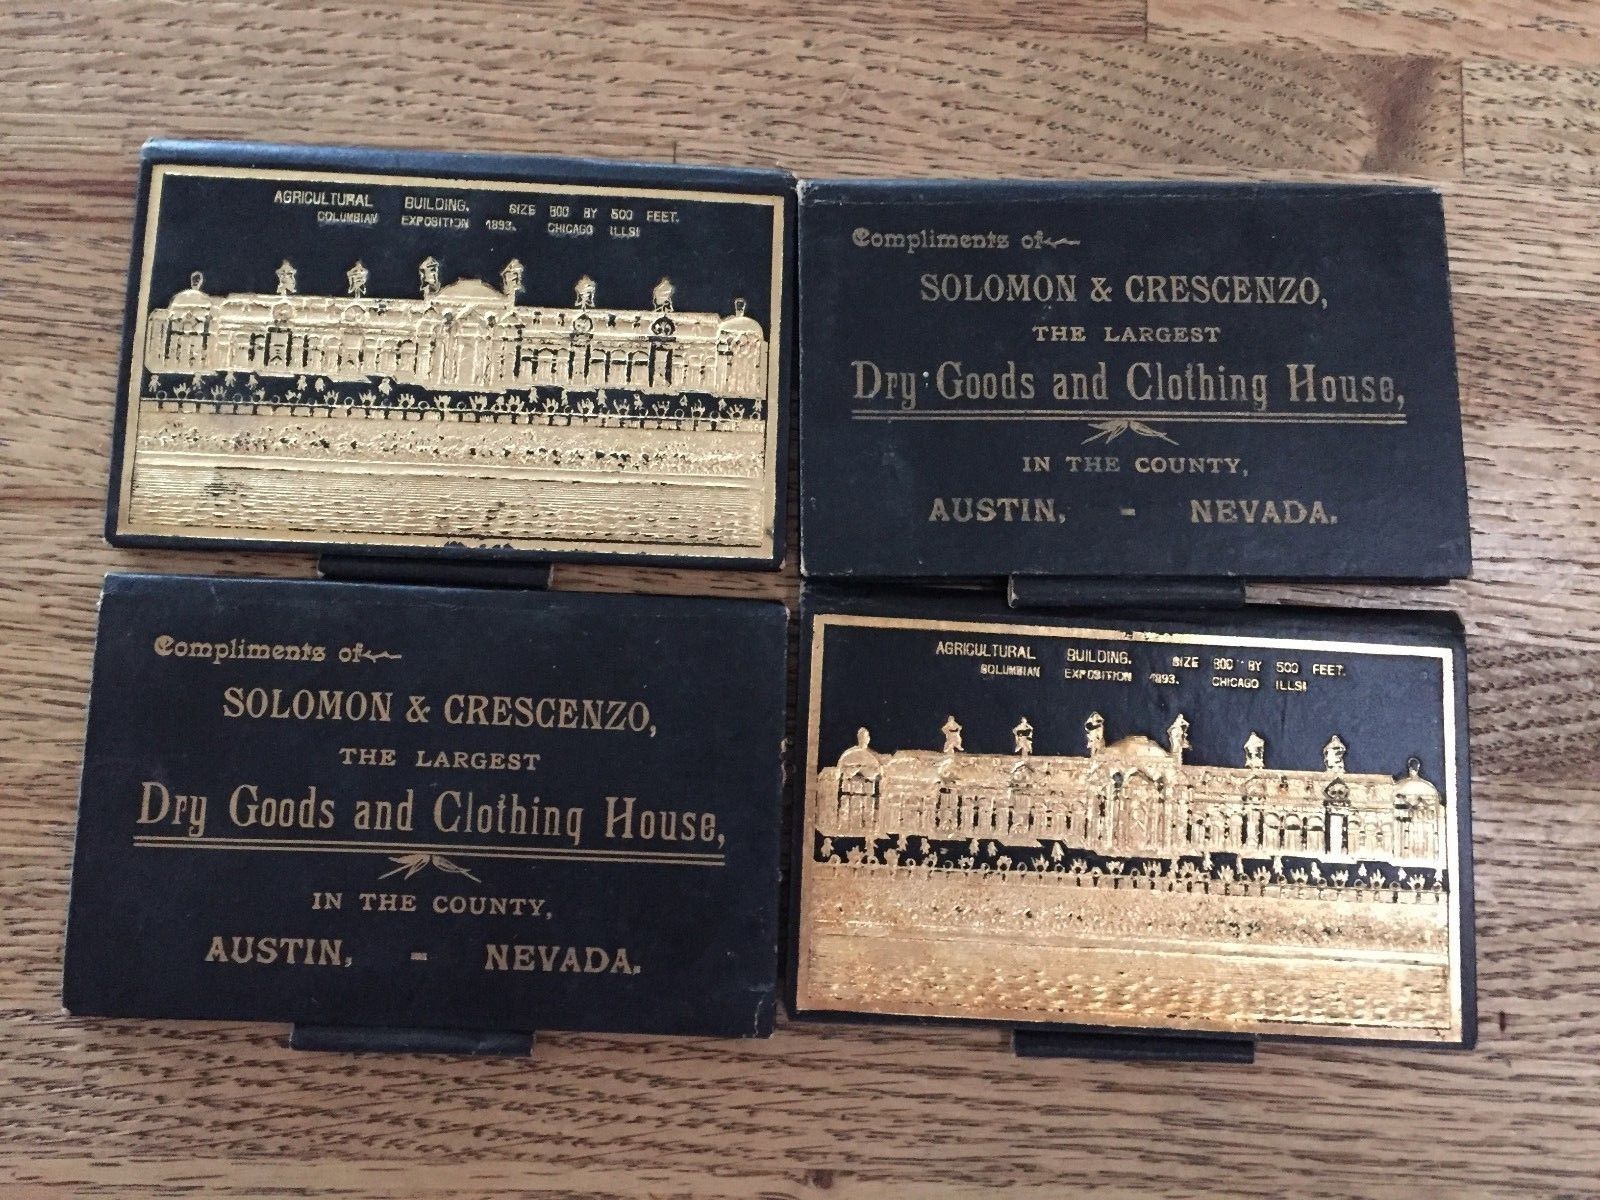 AGRICULTURAL BUILDING. SIZE 800 BY 500 FEET.
COLUMBIAN EXPOSITION 1893. CHICAGO ILLSI
Compliments of
SOLOMON & CRESCENZO,
THE LARGEST
Dry Goods and Clothing House,
IN THE COUNTY,
AUSTIN, - NEVADA.
Compliments of
SOLOMON & CRESCENZO,
THE LARGEST
Dry Goods and Clothing House,
IN THE COUNTY,
AUSTIN, - NEVADA.
AGRICULTURAL BUILDING. SIZE 800 BY 500 FEET.
COLUMBIAN EXPOSITION 1893. CHICAGO ILLSI